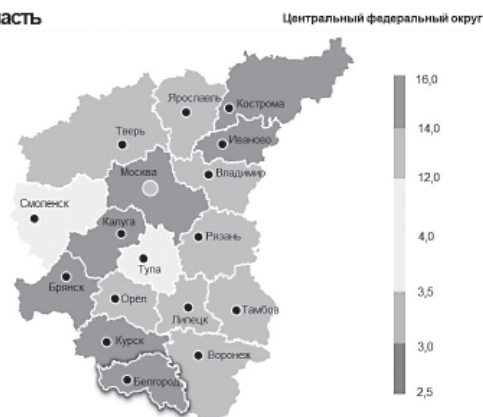 ласть
Центральный федеральный округ
16,0
14,0
12,0
4,0
3,5
3,0
2,5
Ярославль
Кострома
Тверь
Иваново
Москва
Владимир
Смоленск
Калуга
Рязань
Тула
Брянск
Орёл
Липецк
Тамбов
Курск
Воронеж
Белгород